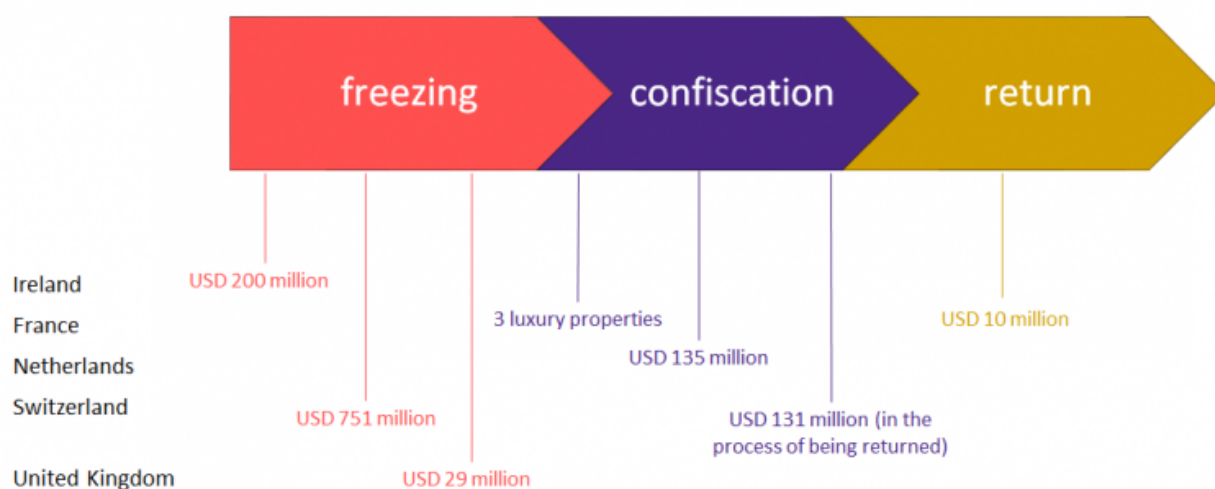 freezing
confiscation
return
Ireland
USD 200 million
France
3 luxury properties
USD 10 million
Netherlands
USD 135 million
Switzerland
USD 751 million
USD 131 million (in the
process of being returned)
United Kingdom
USD 29 million